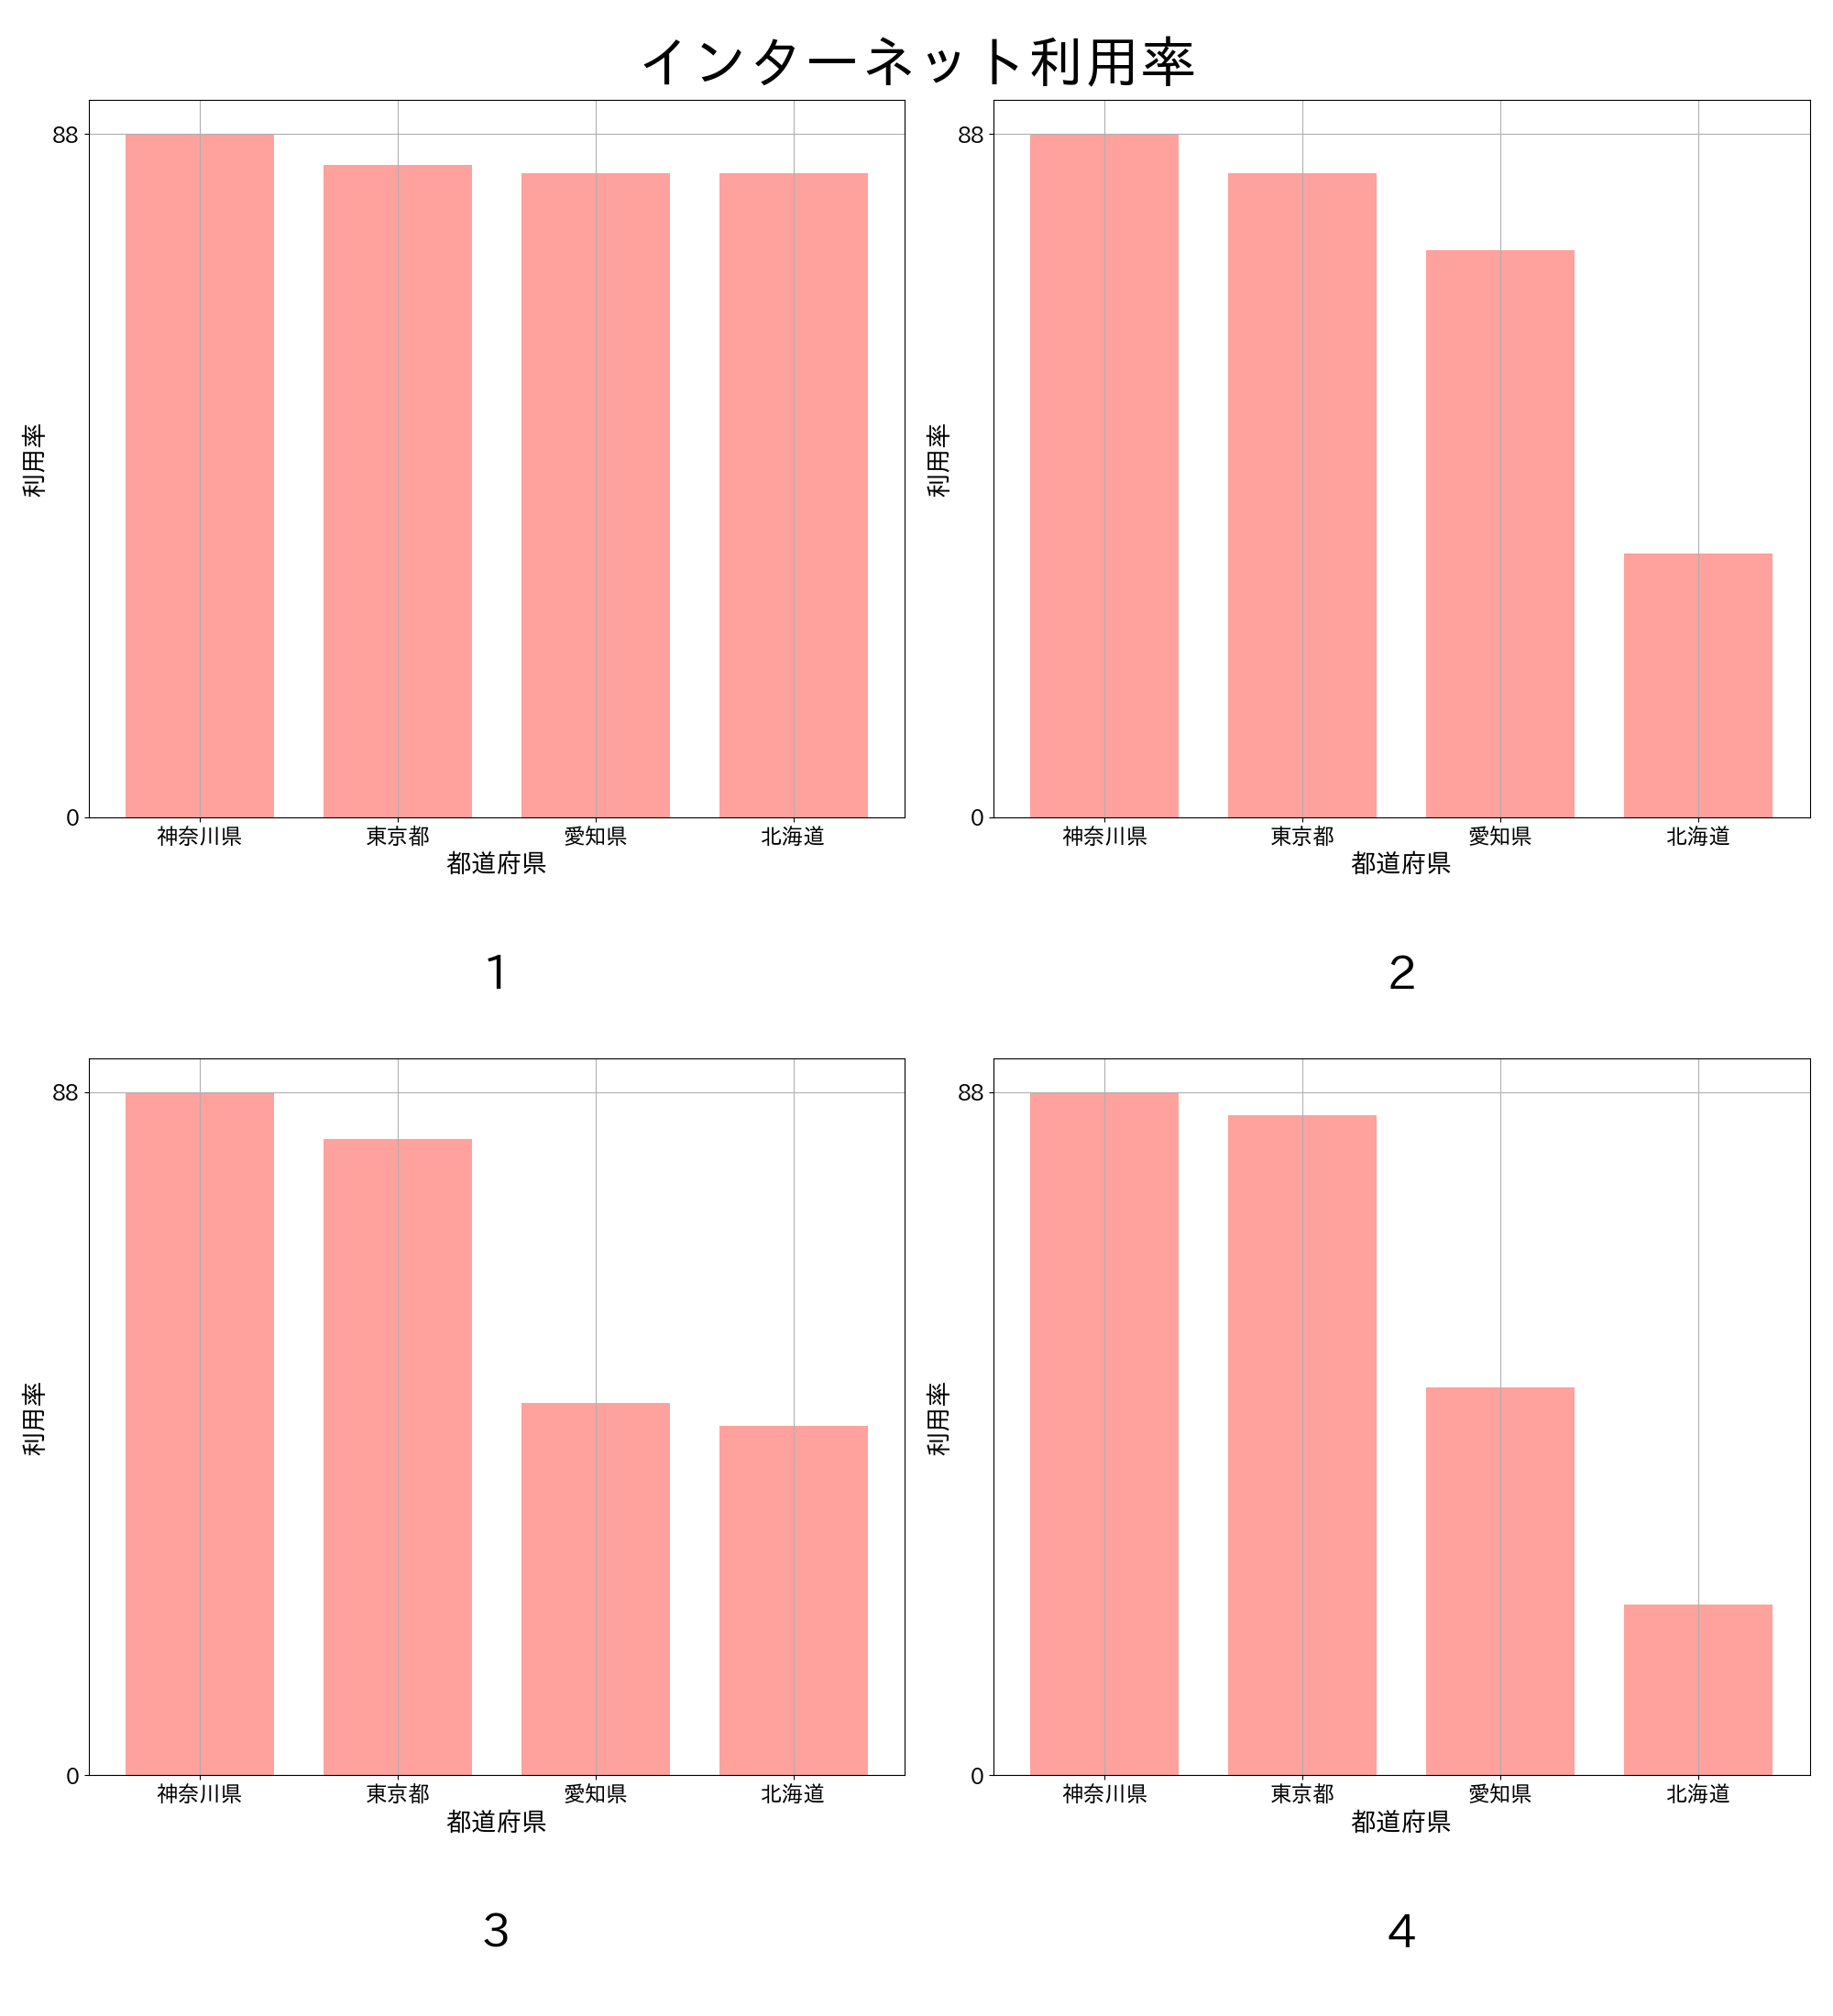 インターネット利用率
88
0
利用率
神奈川県 東京都 愛知県 北海道
都道府県
1
88
0
利用率
神奈川県 東京都 愛知県 北海道
都道府県
2
88
0
利用率
神奈川県 東京都 愛知県 北海道
都道府県
3
88
0
利用率
神奈川県 東京都 愛知県 北海道
都道府県
4